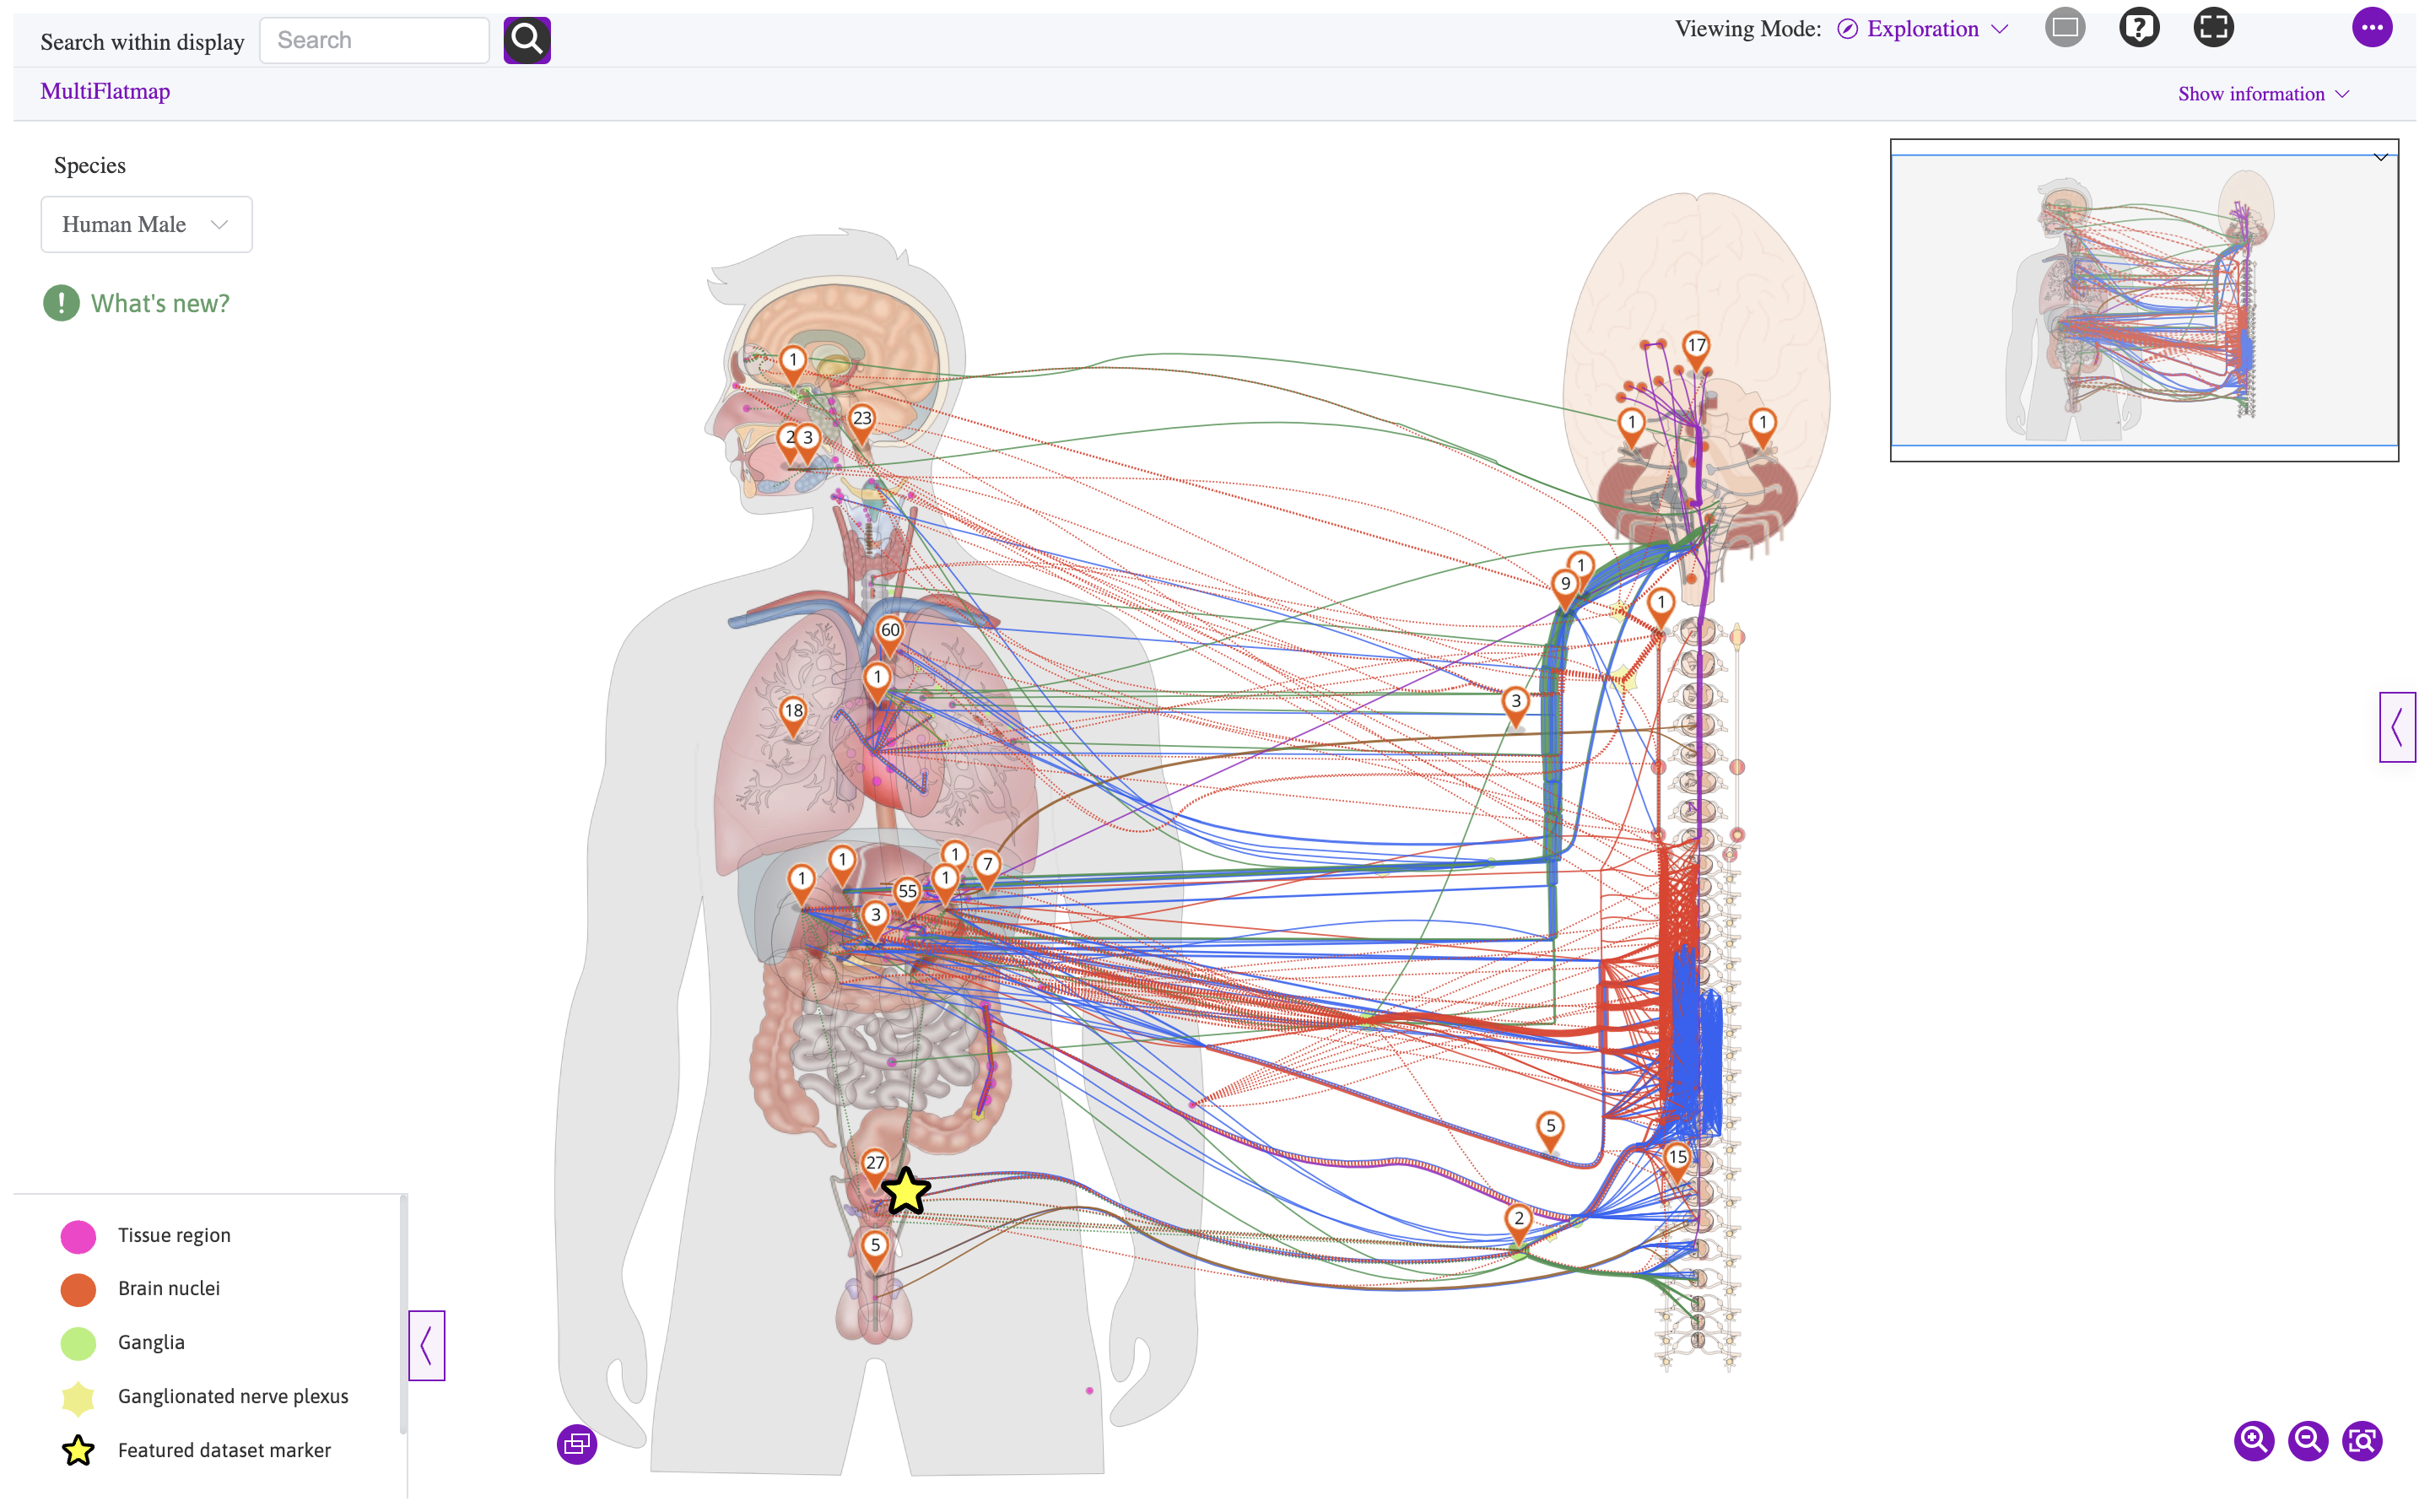 Search within display
Search
Viewing Mode:
Exploration
MultiFlatmap
Show information
Species
Human Male
What's new?
1
17
23
1
1
2
3
1
9
1
60
1
3
18
1
1
1
7
1
55
3
5
27
15
2
5
Tissue region
Brain nuclei
Ganglia
Ganglionated nerve plexus
Featured dataset marker